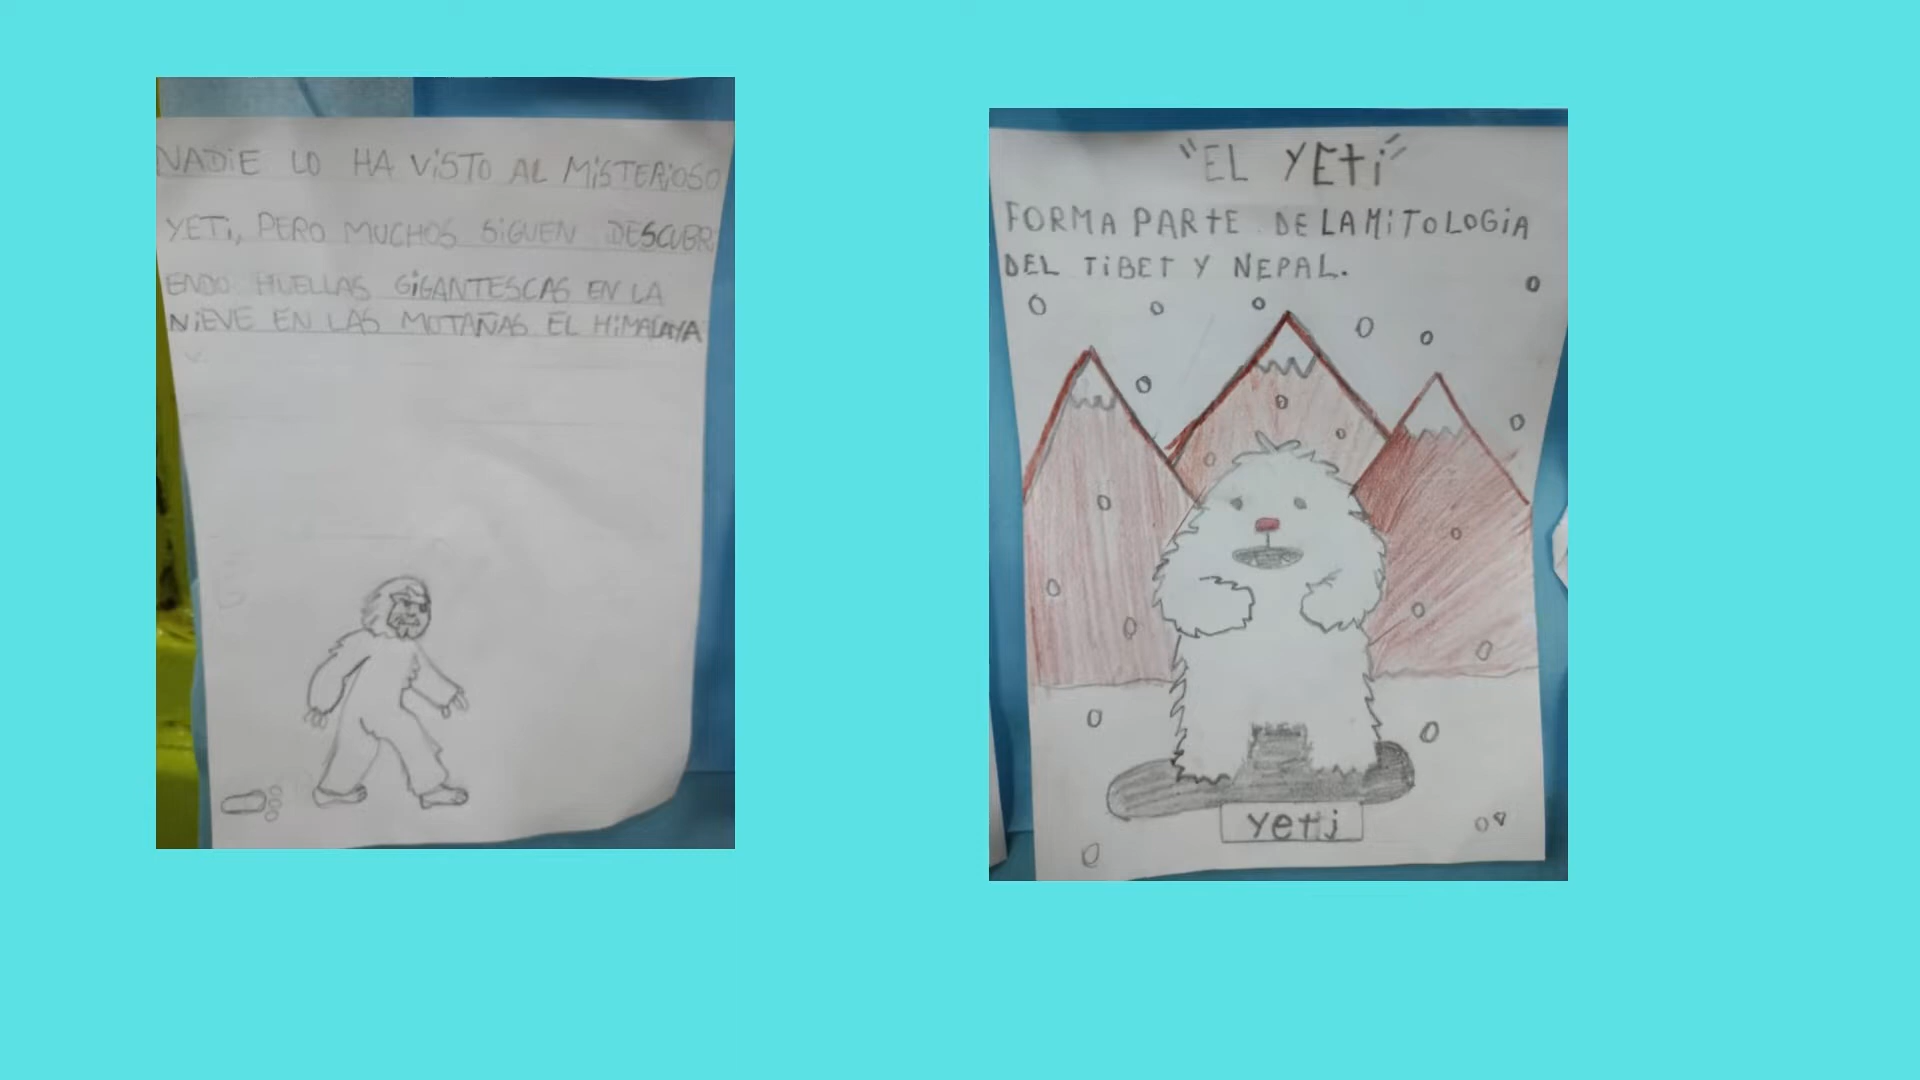 NADiE LO HA ViSTO AL MiSTERiOSO
YETi, PERO MUCHOS SiGUEN DESCUBRI
ENDO HUELLAS GiGANTESCAS EN LA
NiEVE EN LAS MOTAÑAS EL HiMALAYA
"EL YEti"
FORMA PARtE DE LA MiTOLOGiA
DEL TiBET Y NEPAL.
yeti